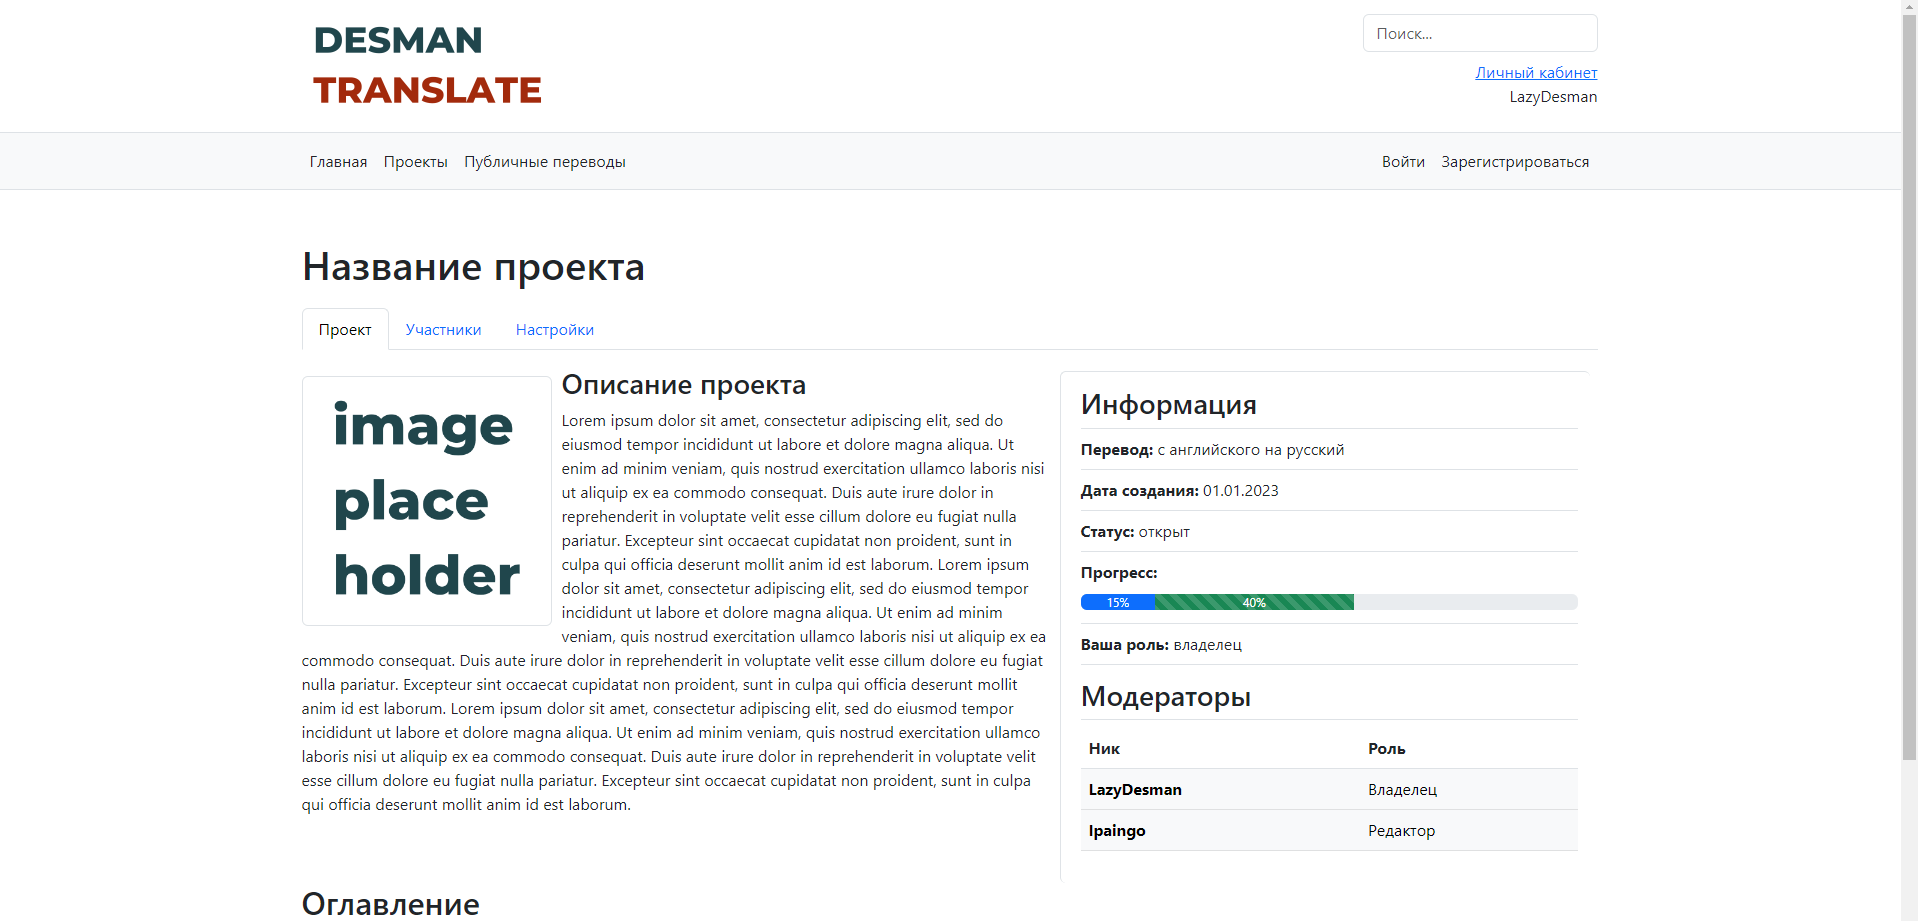 DESMAN
TRANSLATE
Поиск...
Личный кабинет
LazyDesman
Главная Проекты Публичные переводы
Войти Зарегистрироваться
Название проекта
Проект Участники Настройки
image
place
holder
Описание проекта
Lorem ipsum dolor sit amet, consectetur adipiscing elit, sed do
eiusmod tempor incididunt ut labore et dolore magna aliqua. Ut
enim ad minim veniam, quis nostrud exercitation ullamco laboris nisi
ut aliquip ex ea commodo consequat. Duis aute irure dolor in
reprehenderit in voluptate velit esse cillum dolore eu fugiat nulla
pariatur. Excepteur sint occaecat cupidatat non proident, sunt in
culpa qui officia deserunt mollit anim id est laborum. Lorem ipsum
dolor sit amet, consectetur adipiscing elit, sed do eiusmod tempor
incididunt ut labore et dolore magna aliqua. Ut enim ad minim
veniam, quis nostrud exercitation ullamco laboris nisi ut aliquip ex ea
commodo consequat. Duis aute irure dolor in reprehenderit in voluptate velit esse cillum dolore eu fugiat
nulla pariatur. Excepteur sint occaecat cupidatat non proident, sunt in culpa qui officia deserunt mollit
anim id est laborum. Lorem ipsum dolor sit amet, consectetur adipiscing elit, sed do eiusmod tempor
incididunt ut labore et dolore magna aliqua. Ut enim ad minim veniam, quis nostrud exercitation ullamco
laboris nisi ut aliquip ex ea commodo consequat. Duis aute irure dolor in reprehenderit in voluptate velit
esse cillum dolore eu fugiat nulla pariatur. Excepteur sint occaecat cupidatat non proident, sunt in culpa
qui officia deserunt mollit anim id est laborum.
Информация
Перевод: с английского на русский
Дата создания: 01.01.2023
Статус: открыт
Прогресс:
15% 40%
Ваша роль: владелец
Модераторы
Ник Роль
LazyDesman Владелец
Ipaingo Редактор
Оглавление